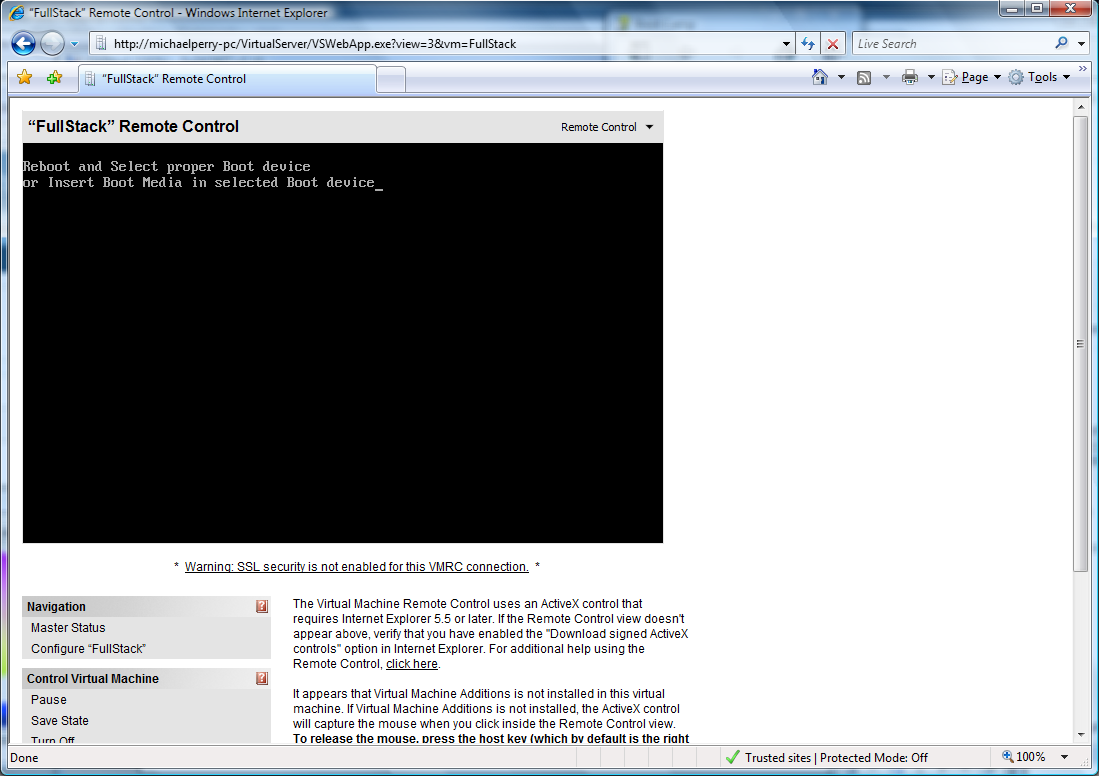 “FullStack” Remote Control - Windows Internet Explorer
http://michaelperry-pc/VirtualServer/VSWebApp.exe?view=3&vm=FullStack
Live Search
“FullStack” Remote Control
Page
Tools
“FullStack” Remote Control
Remote Control
Reboot and Select proper Boot device
or Insert Boot Media in selected Boot device_
* Warning: SSL security is not enabled for this VMRC connection. *
Navigation
Master Status
Configure “FullStack”
Control Virtual Machine
Pause
Save State
Turn Off
The Virtual Machine Remote Control uses an ActiveX control that
requires Internet Explorer 5.5 or later. If the Remote Control view doesn't
appear above, verify that you have enabled the "Download signed ActiveX
controls" option in Internet Explorer. For additional help using the
Remote Control, click here.
It appears that Virtual Machine Additions is not installed in this virtual
machine. If Virtual Machine Additions is not installed, the ActiveX control
will capture the mouse when you click inside the Remote Control view.
To release the mouse, press the host key (which by default is the right
Done
Trusted sites | Protected Mode: Off
100%